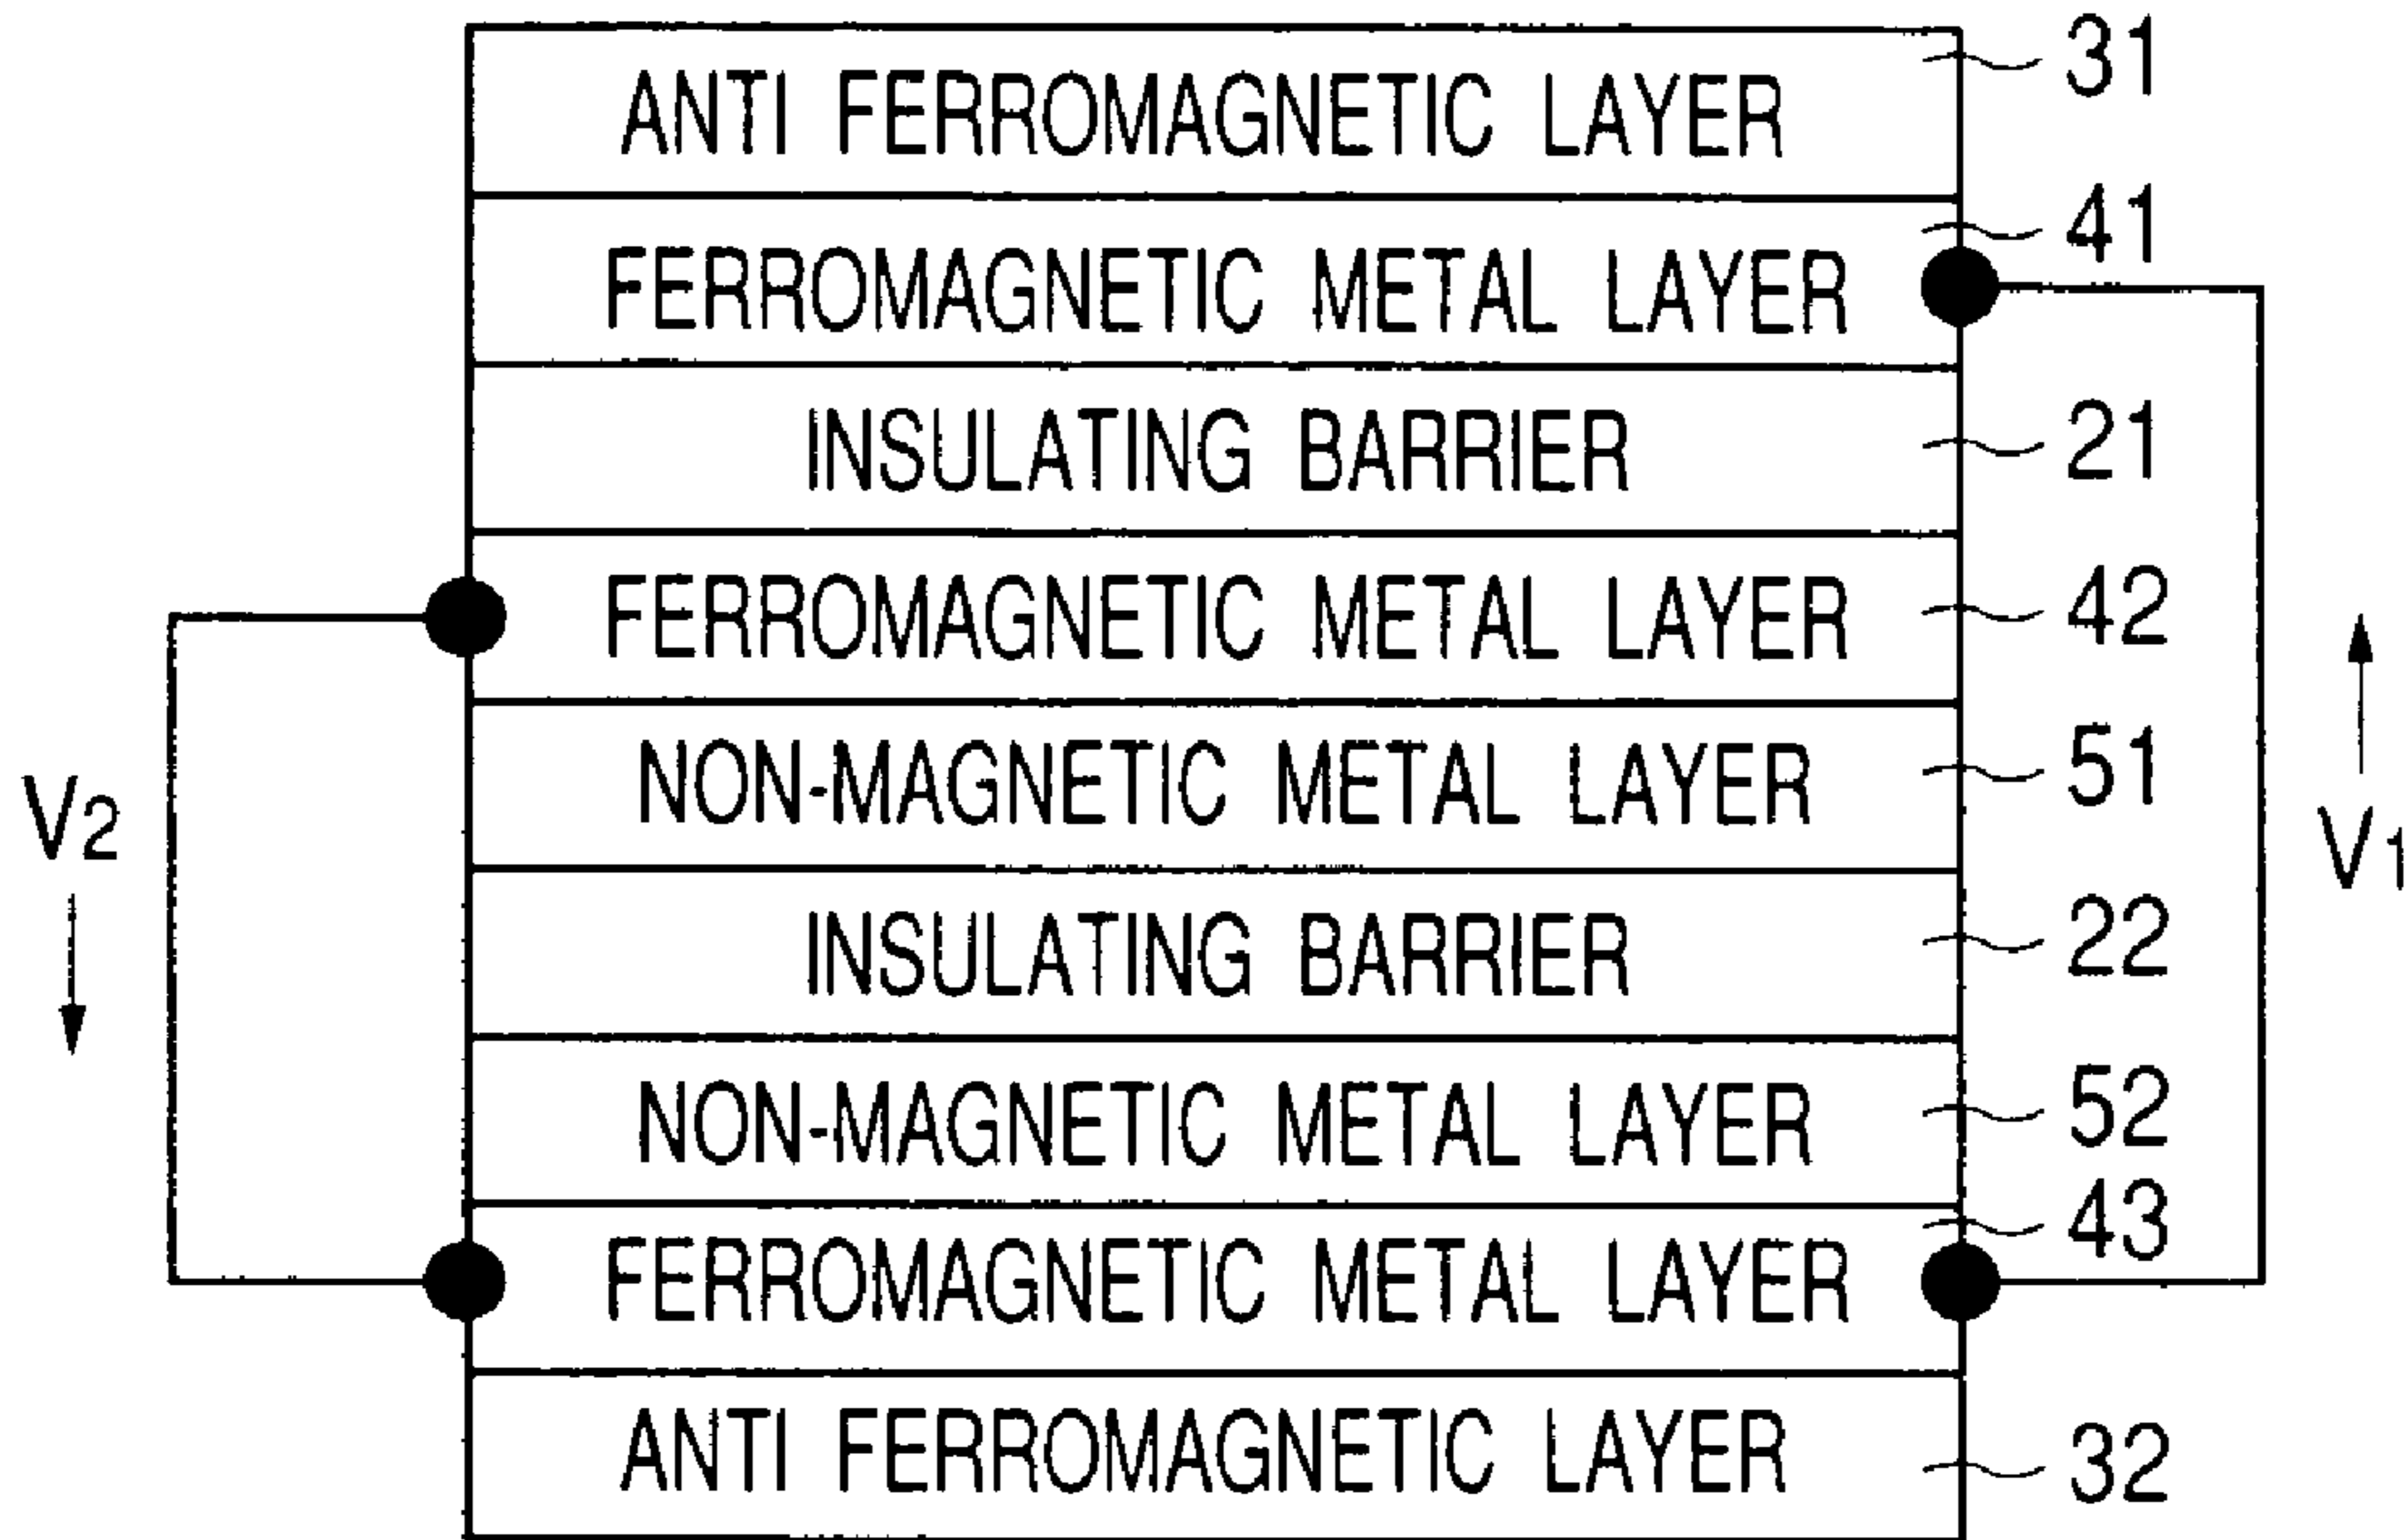 ANTI FERROMAGNETIC LAYER 31
FERROMAGNETIC METAL LAYER 41
INSULATING BARRIER 21
FERROMAGNETIC METAL LAYER 42
NON-MAGNETIC METAL LAYER 51
V2
V1
INSULATING BARRIER 22
NON-MAGNETIC METAL LAYER 52
FERROMAGNETIC METAL LAYER 43
ANTI FERROMAGNETIC LAYER 32